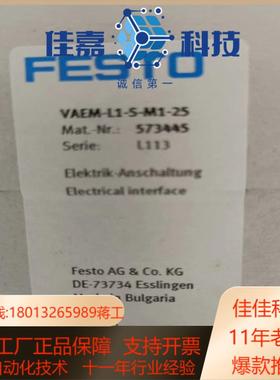 佳嘉 科技
诚信第一
FESTO
VAEM-L1-S-M1-25
Mat.-Nr.: 573445
Serie: L113
Elektrik-Anschaltung
Electrical interface
Festo AG & Co. KG
DE-73734 Esslingen
Bulgaria
线:18013265989蒋工
佳佳科
工厂正品保障 支持开票
11年老
自动化技术 十一年行业经验
爆款推